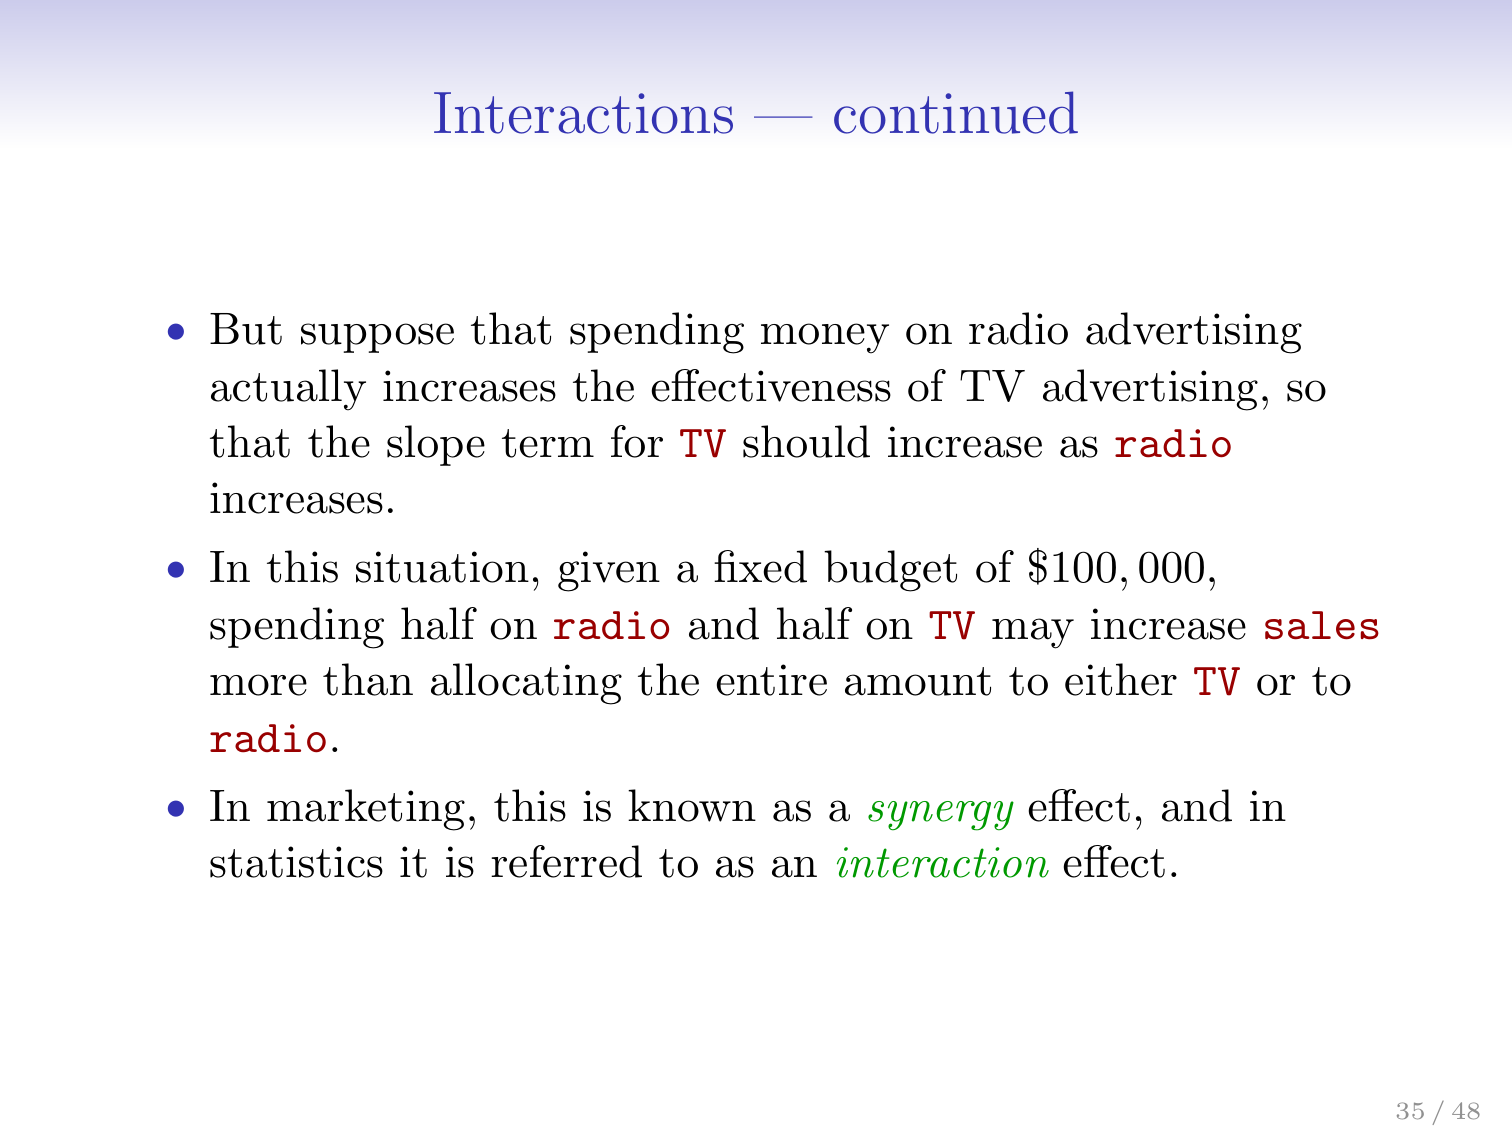 Interactions — continued
• But suppose that spending money on radio advertising
actually increases the effectiveness of TV advertising, so
that the slope term for TV should increase as radio
increases.
• In this situation, given a fixed budget of $100,000,
spending half on radio and half on TV may increase sales
more than allocating the entire amount to either TV or to
radio.
• In marketing, this is known as a synergy effect, and in
statistics it is referred to as an interaction effect.
35 / 48